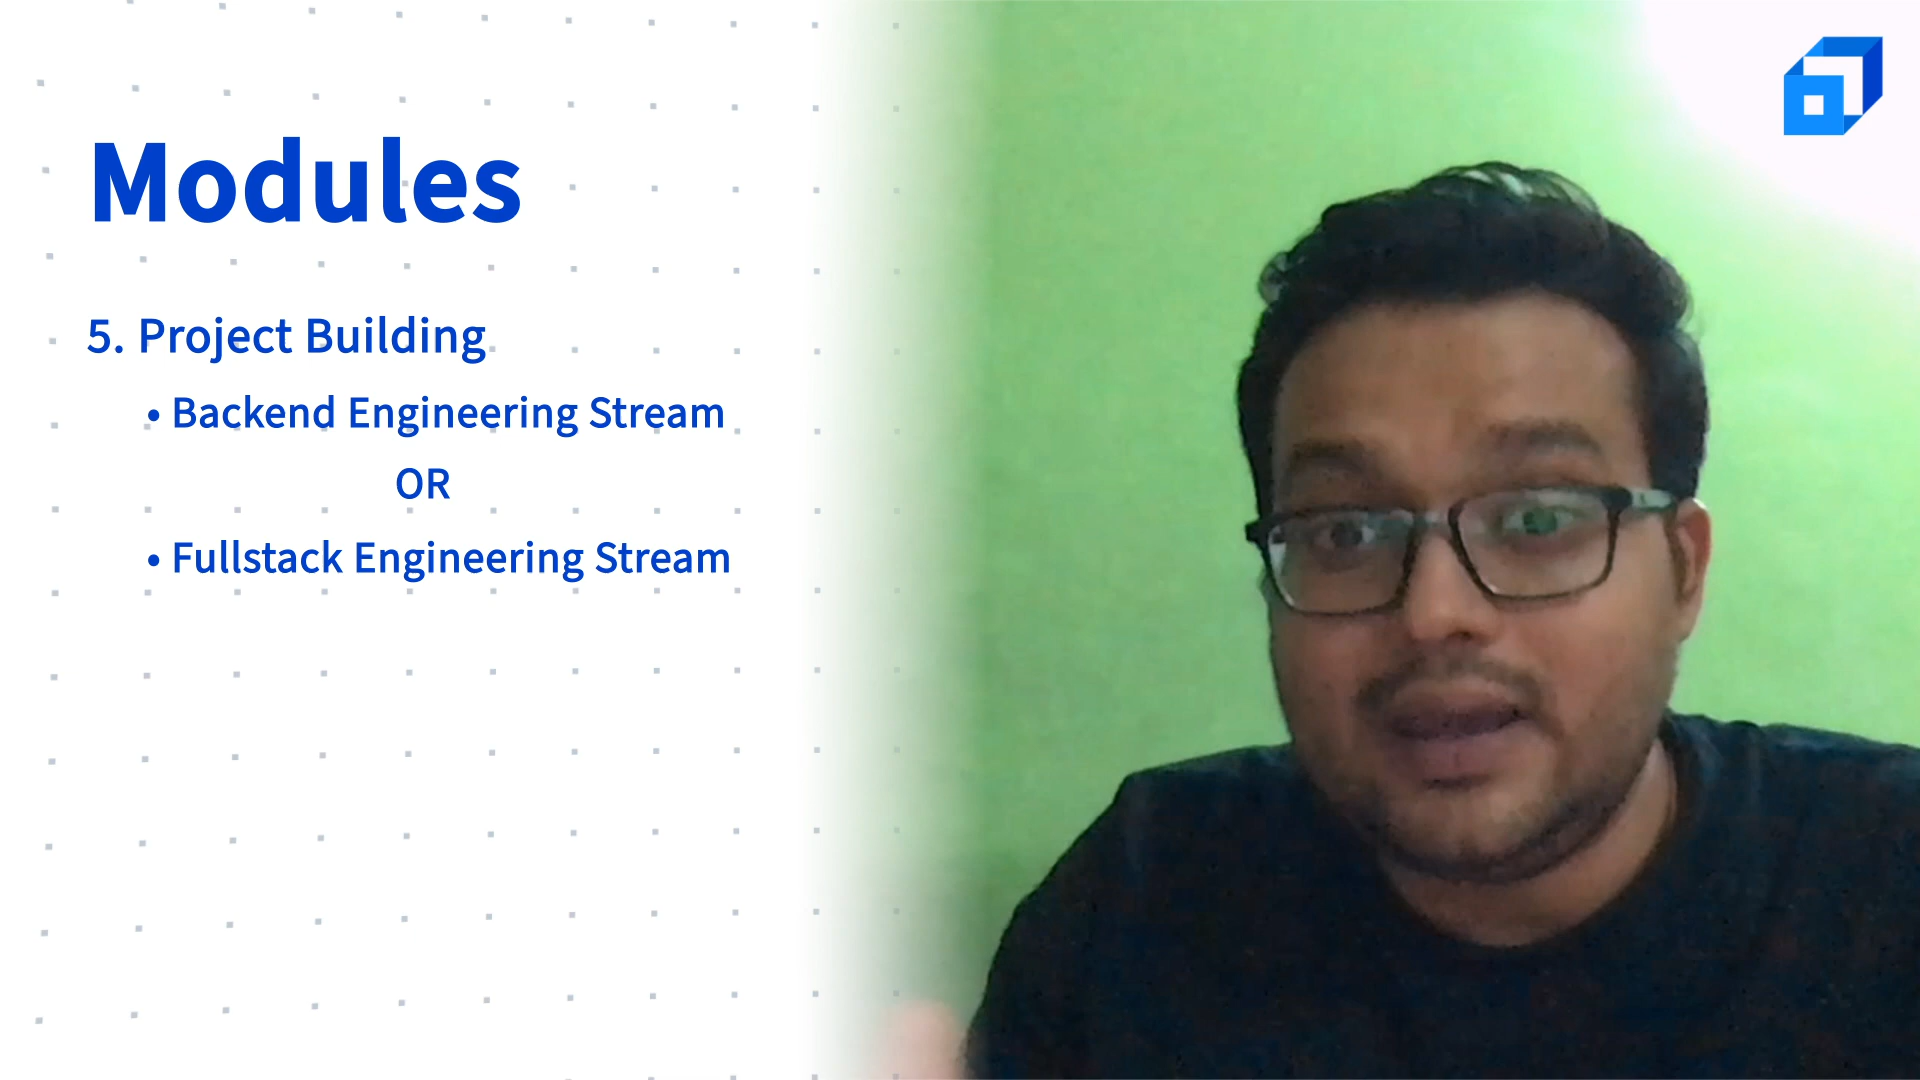 Modules
5. Project Building
• Backend Engineering Stream
OR
• Fullstack Engineering Stream